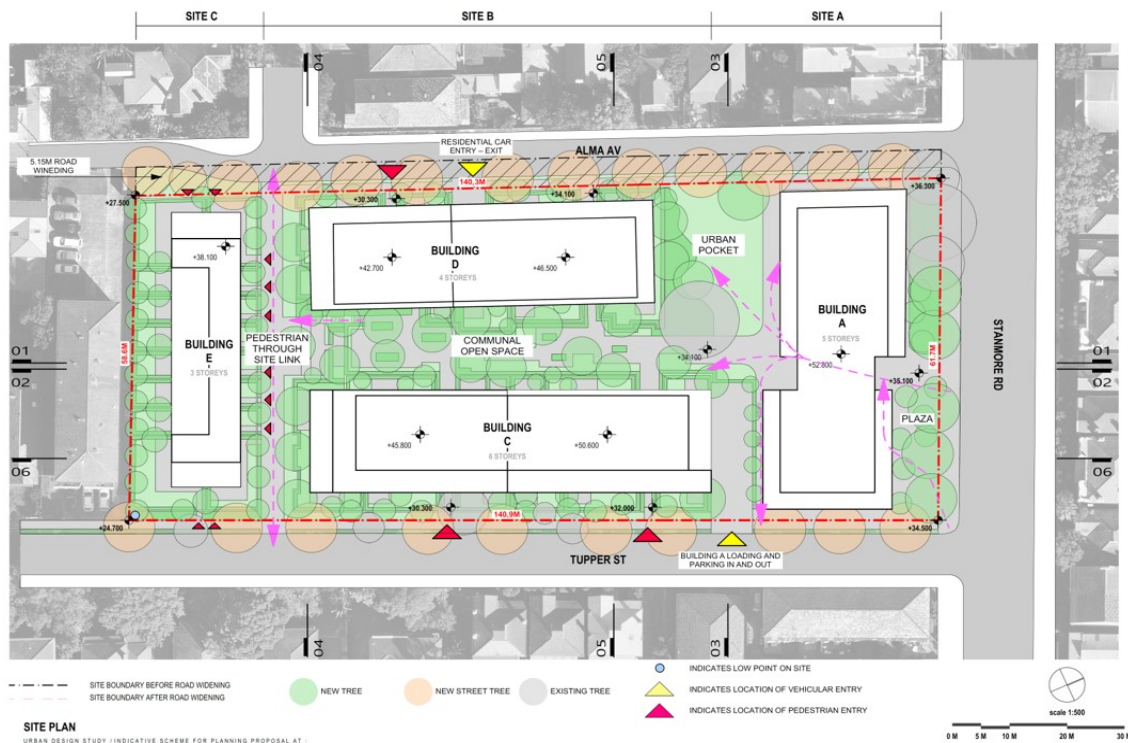 SITE C
SITE B
SITE A
04
05
03
5.15M ROAD
WINEDING
RESIDENTIAL CAR
ENTRY – EXIT
ALMA AV
140.3M
+27.500
+30.300
+34.100
+36.300
+38.100
BUILDING
D
4 STOREYS
+42.700
+46.500
URBAN
POCKET
BUILDING
A
5 STOREYS
+52.800
BUILDING
E
3 STOREYS
PEDESTRIAN
THROUGH
SITE LINK
COMMUNAL
OPEN SPACE
+34.100
+35.100
PLAZA
58.6M
61.7M
STANMORE RD
01
02
06
01
02
06
BUILDING
C
6 STOREYS
+45.800
+50.600
+24.700
+30.300
140.9M
+32.000
+34.500
TUPPER ST
BUILDING A LOADING AND
PARKING IN AND OUT
04
05
03
SITE BOUNDARY BEFORE ROAD WIDENING
SITE BOUNDARY AFTER ROAD WIDENING
NEW TREE
NEW STREET TREE
EXISTING TREE
INDICATES LOW POINT ON SITE
INDICATES LOCATION OF VEHICULAR ENTRY
INDICATES LOCATION OF PEDESTRIAN ENTRY
scale 1:500
0 M 5 M 10 M 20 M 30 M
SITE PLAN
URBAN DESIGN STUDY / INDICATIVE SCHEME FOR PLANNING PROPOSAL AT :